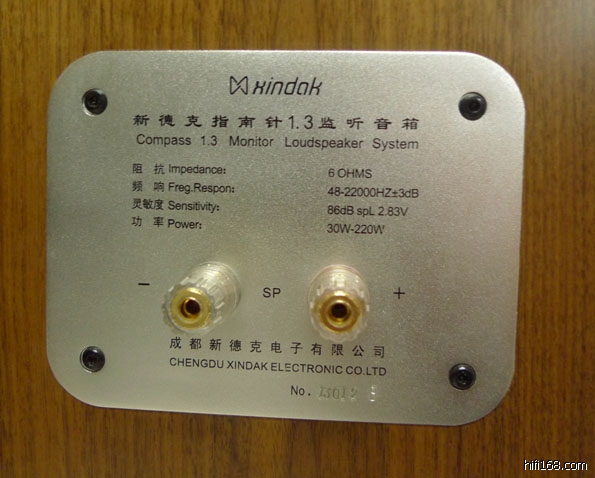 xindak
新德克指南针1.3监听音箱
Compass 1.3 Monitor Loudspeaker System
阻 抗 Impedance: 6 OHMS
频 响 Freg.Respon: 48-22000HZ±3dB
灵敏度 Sensitivity: 86dB spL 2.83V
功 率 Power: 30W-220W
- SP +
成都新德克电子有限公司
CHENGDU XINDAK ELECTRONIC CO.LTD
No.
hifi168.com